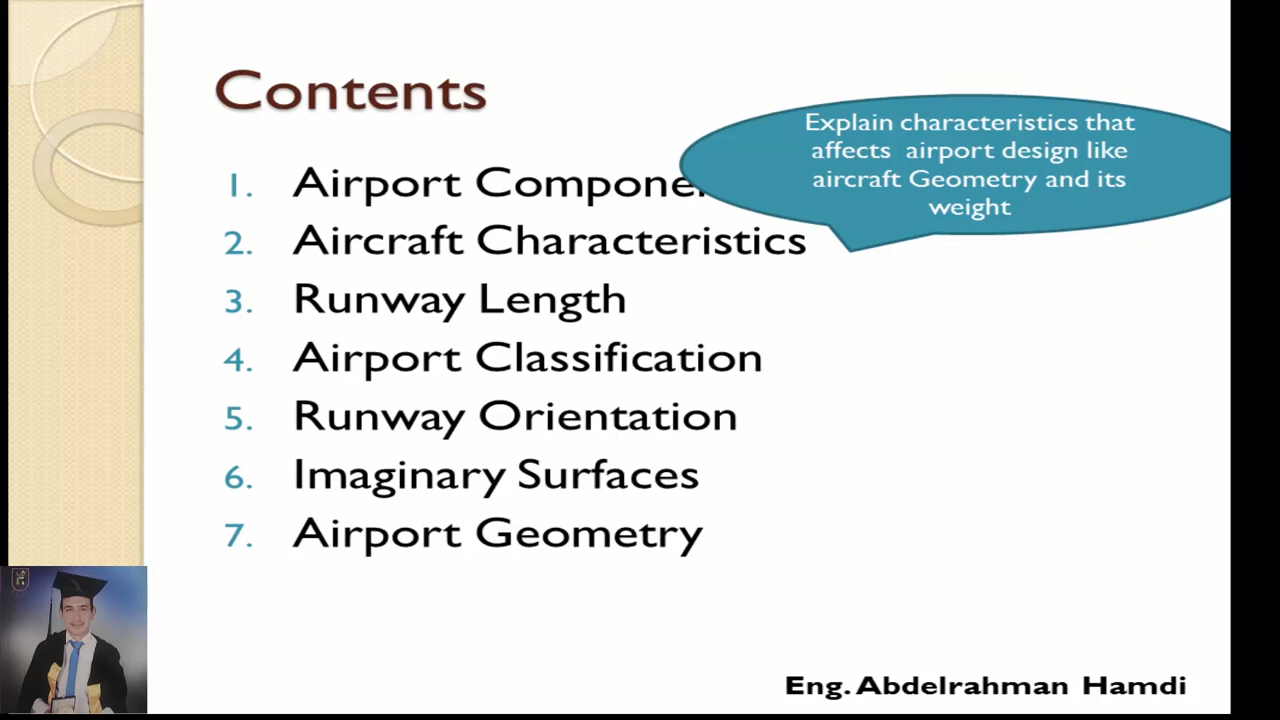 Contents
Explain characteristics that
affects airport design like
aircraft Geometry and its
weight
1. Airport
2. Aircraft Characteristics
3. Runway Length
4. Airport Classification
5. Runway Orientation
6. Imaginary Surfaces
7. Airport Geometry
Eng. Abdelrahman Hamdi